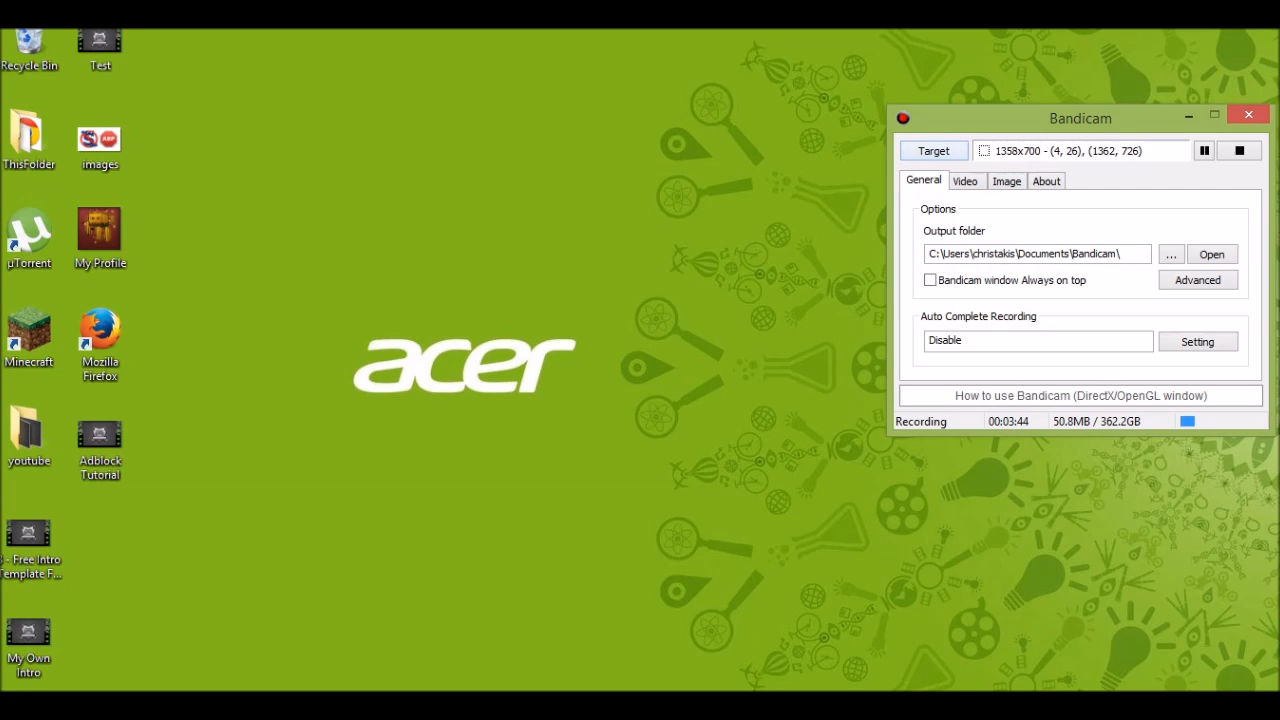 Recycle Bin
Test
ThisFolder
images
µTorrent
My Profile
Minecraft
Mozilla
Firefox
youtube
Adblock
Tutorial
- Free Intro
Template F...
My Own
Intro
acer
Bandicam
Target
1358x700 - (4, 26), (1362, 726)
General
Video
Image
About
Options
Output folder
C:\Users\christakis\Documents\Bandicam\
...
Open
Bandicam window Always on top
Advanced
Auto Complete Recording
Disable
Setting
How to use Bandicam (DirectX/OpenGL window)
Recording
00:03:44
50.8MB / 362.2GB